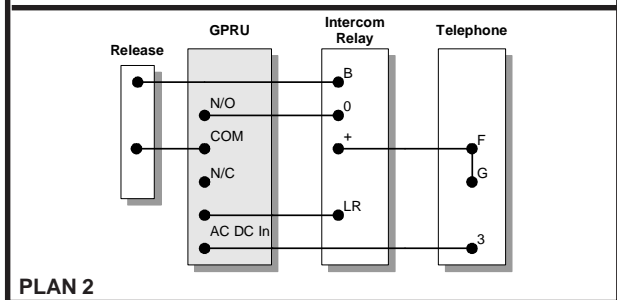 Release
GPRU
Intercom
Relay
Telephone
B
N/O
0
COM
+
F
N/C
G
LR
AC DC In
3
PLAN 2